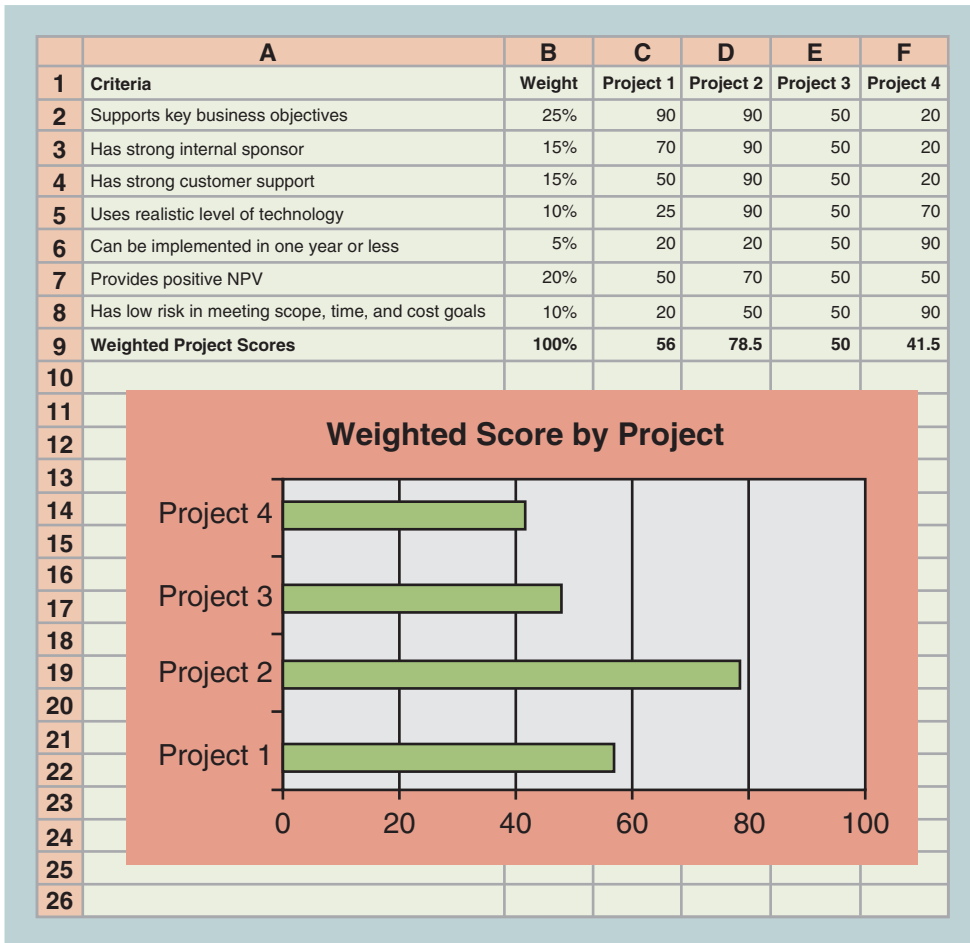 A B C D E F
1 Criteria Weight Project 1 Project 2 Project 3 Project 4
2 Supports key business objectives 25% 90 90 50 20
3 Has strong internal sponsor 15% 70 90 50 20
4 Has strong customer support 15% 50 90 50 20
5 Uses realistic level of technology 10% 25 90 50 70
6 Can be implemented in one year or less 5% 20 20 50 90
7 Provides positive NPV 20% 50 70 50 50
8 Has low risk in meeting scope, time, and cost goals 10% 20 50 50 90
9 Weighted Project Scores 100% 56 78.5 50 41.5
10
11
12
13
14
15
16
17
18
19
20
21
22
23
24
25
26
Weighted Score by Project
Project 4
Project 3
Project 2
Project 1
0 20 40 60 80 100